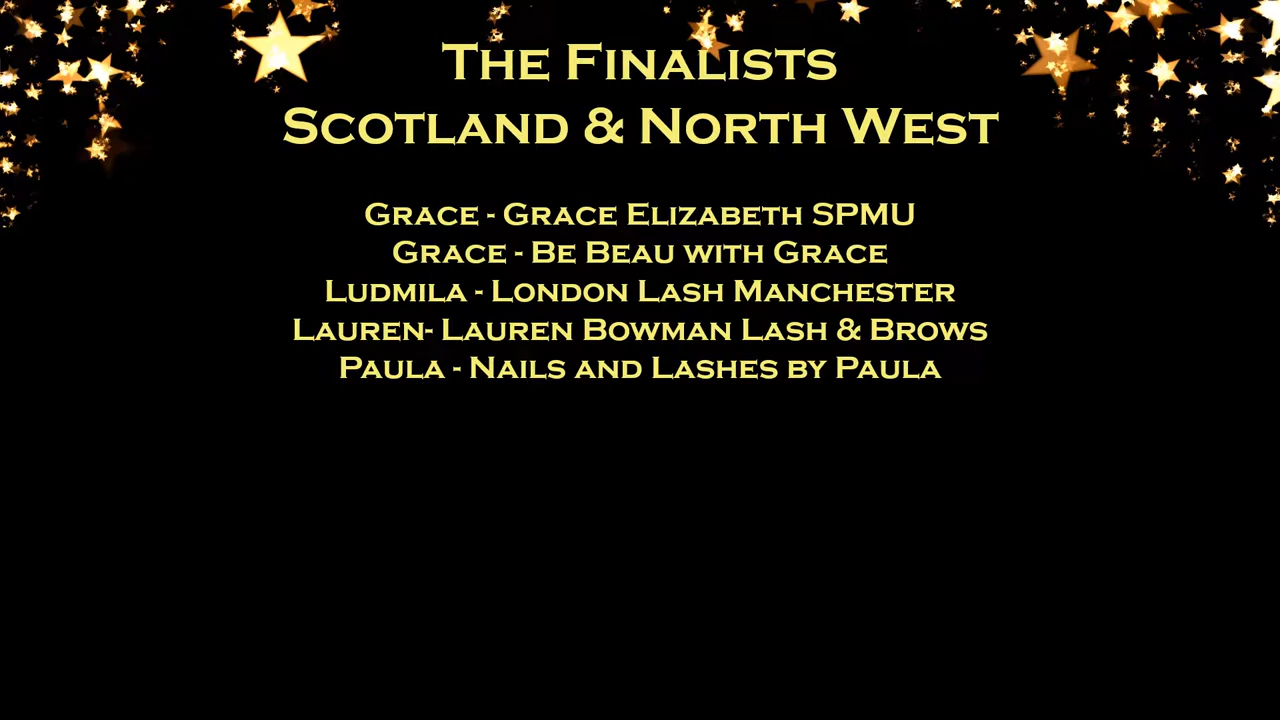 The Finalists
Scotland & North West
Grace - Grace Elizabeth SPMU
Grace - Be Beau with Grace
Ludmila - London Lash Manchester
Lauren- Lauren Bowman Lash & Brows
Paula - Nails and Lashes by Paula